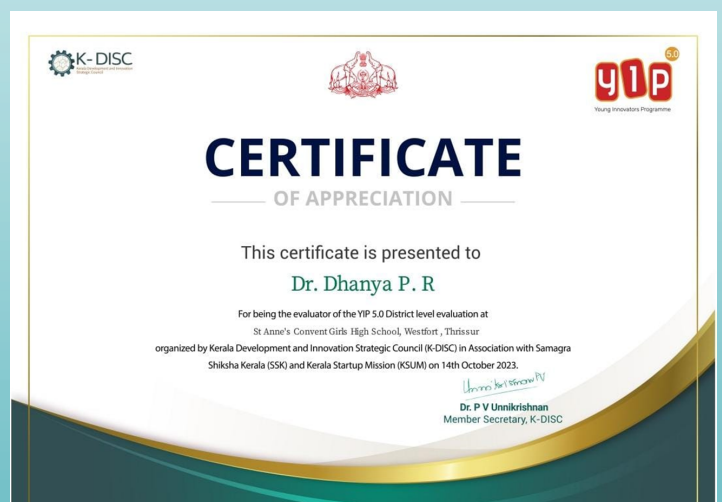 K-DISC
Kerala Development and Innovation
Strategic Council
5.0
yip
Young Innovators Programme
CERTIFICATE
OF APPRECIATION
This certificate is presented to
Dr. Dhanya P. R
For being the evaluator of the YIP 5.0 District level evaluation at
St Anne's Convent Girls High School, Westfort , Thrissur
organized by Kerala Development and Innovation Strategic Council (K-DISC) in Association with Samagra
Shiksha Kerala (SSK) and Kerala Startup Mission (KSUM) on 14th October 2023.
Unnikrishnan PV
Dr. P V Unnikrishnan
Member Secretary, K-DISC